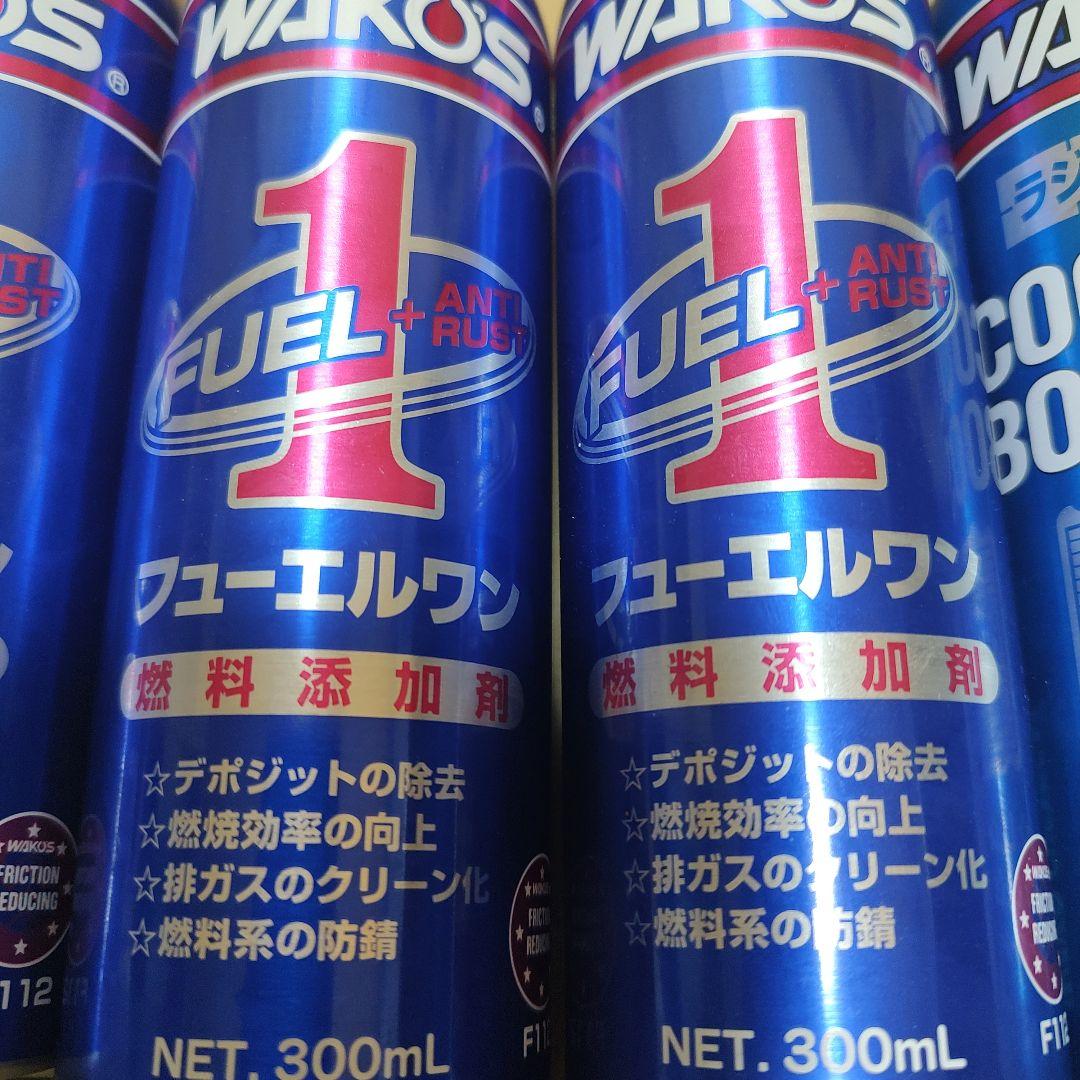 WAKO'S
®
1
FUEL + ANTI RUST
フューエルワン
燃料添加剤
☆デポジットの除去
☆燃焼効率の向上
☆排ガスのクリーン化
☆燃料系の防錆
NET. 300mL
WAKO'S
1
FUEL + ANTI RUST
フューエルワン
燃料添加剤
☆デポジットの除去
☆燃焼効率の向上
☆排ガスのクリーン化
☆燃料系の防錆
NET. 300mL
®
WAKO'S
FRICTION
REDUCING